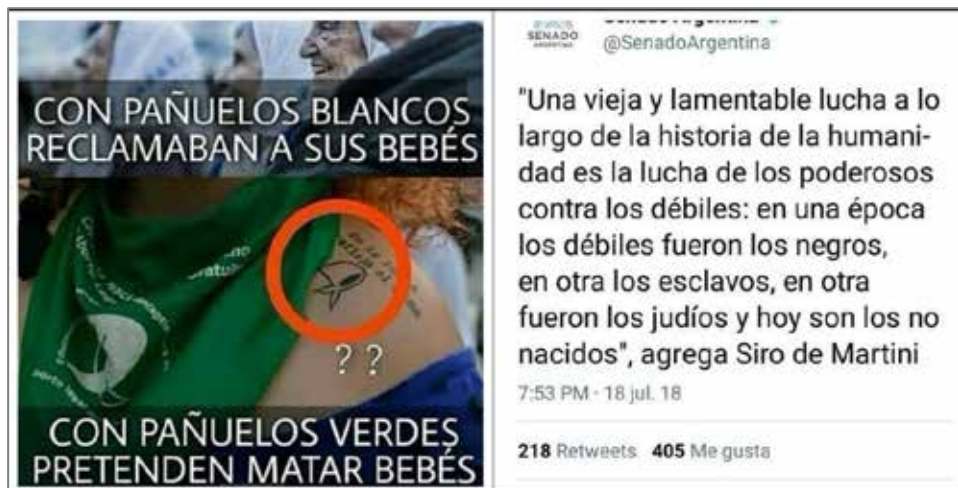 CON PAÑUELOS BLANCOS
RECLAMABAN A SUS BEBÉS
? ?
CON PAÑUELOS VERDES
PRETENDEN MATAR BEBÉS
SENADO
ARGENTINA
Senado Argentina
@SenadoArgentina
"Una vieja y lamentable lucha a lo
largo de la historia de la humani-
dad es la lucha de los poderosos
contra los débiles: en una época
los débiles fueron los negros,
en otra los esclavos, en otra
fueron los judíos y hoy son los no
nacidos", agrega Siro de Martini
7:53 PM · 18 jul. 18
218 Retweets 405 Me gusta